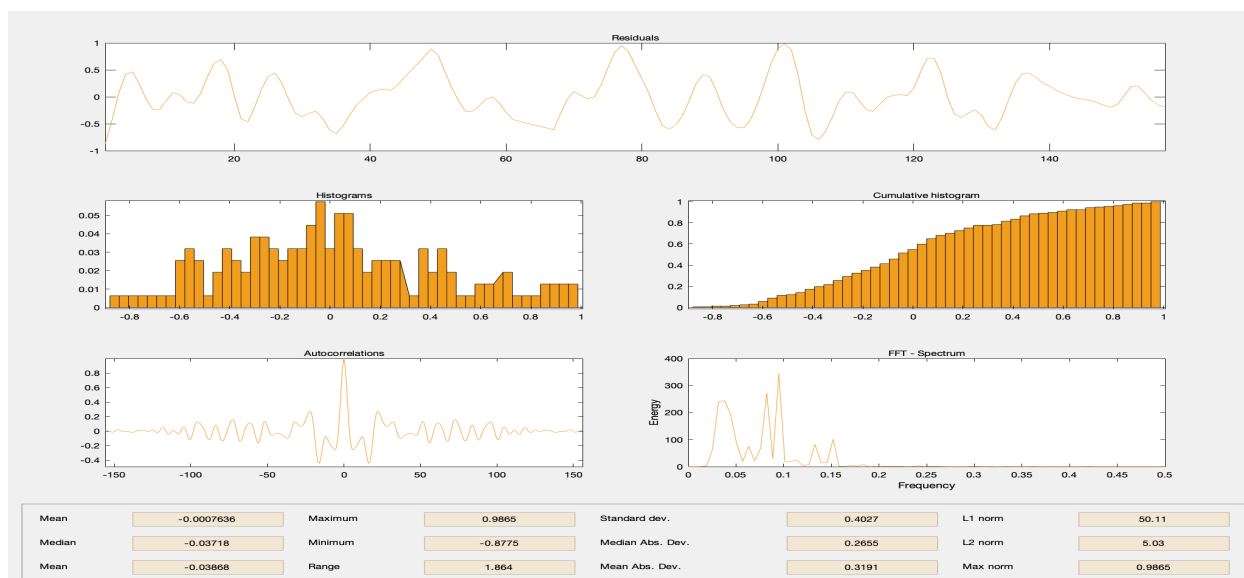 Residuals
1
0.5
0
-0.5
-1
20 40 60 80 100 120 140
Histograms
0.05
0.04
0.03
0.02
0.01
0
-0.8 -0.6 -0.4 -0.2 0 0.2 0.4 0.6 0.8 1
Cumulative histogram
1
0.8
0.6
0.4
0.2
0
-0.8 -0.6 -0.4 -0.2 0 0.2 0.4 0.6 0.8 1
Autocorrelations
0.8
0.6
0.4
0.2
0
-0.2
-0.4
-150 -100 -50 0 50 100 150
FFT - Spectrum
Energy
400
300
200
100
0
0 0.05 0.1 0.15 0.2 0.25 0.3 0.35 0.4 0.45 0.5
Frequency
Mean -0.0007636 Maximum 0.9865 Standard dev. 0.4027 L1 norm 50.11
Median -0.03718 Minimum -0.8775 Median Abs. Dev. 0.2655 L2 norm 5.03
Mean -0.03868 Range 1.864 Mean Abs. Dev. 0.3191 Max norm 0.9865